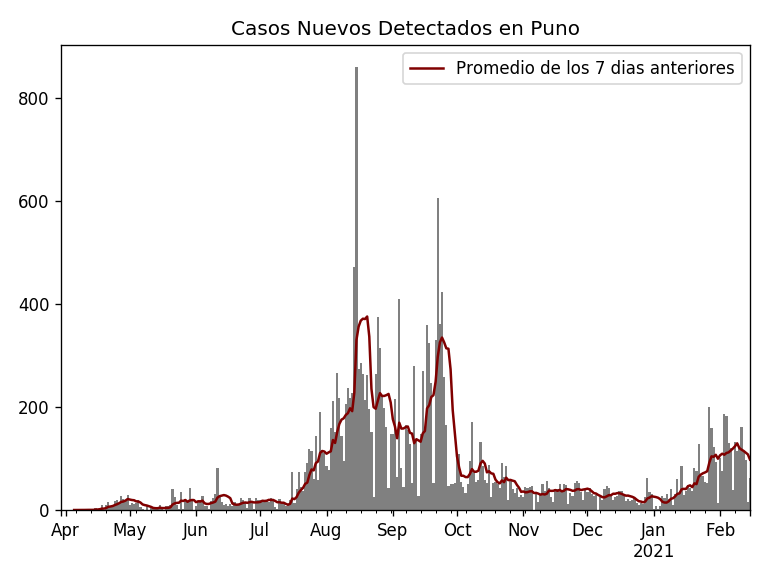 Casos Nuevos Detectados en Puno
Promedio de los 7 dias anteriores
800
600
400
200
0
Apr May Jun Jul Aug Sep Oct Nov Dec Jan Feb
2021